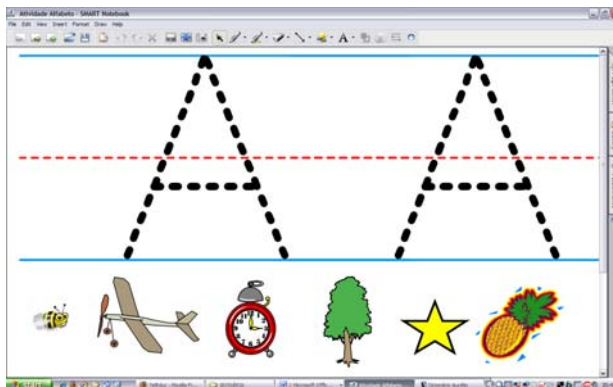 Atividade Alfabeto - SMART Notebook
File Edit View Insert Format Draw Help
A A